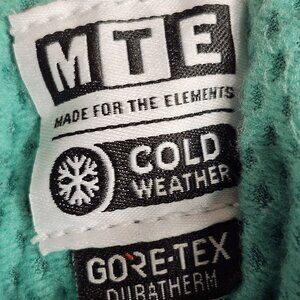 MTE
MADE FOR THE ELEMENTS
COLD
WEATHER
GORE-TEX
DURATHERM